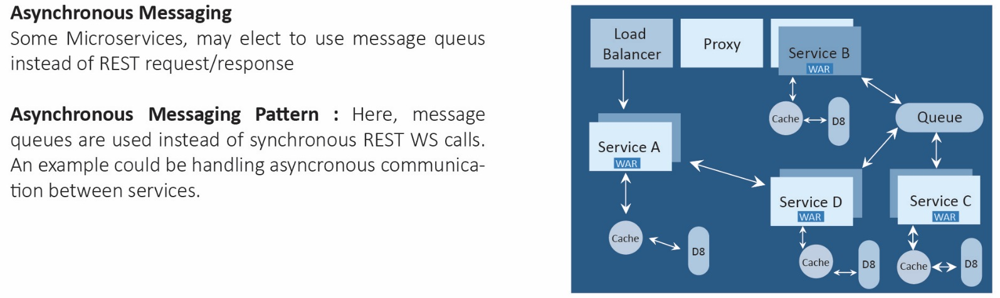 Asynchronous Messaging
Some Microservices, may elect to use message queus
instead of REST request/response
Asynchronous Messaging Pattern : Here, message
queues are used instead of synchronous REST WS calls.
An example could be handling asyncronous communica-
tion between services.
Load
Balancer
Proxy
Service B
WAR
Cache
D8
Queue
Service A
WAR
Service D
WAR
Service C
WAR
Cache
D8
Cache
D8
Cache
D8